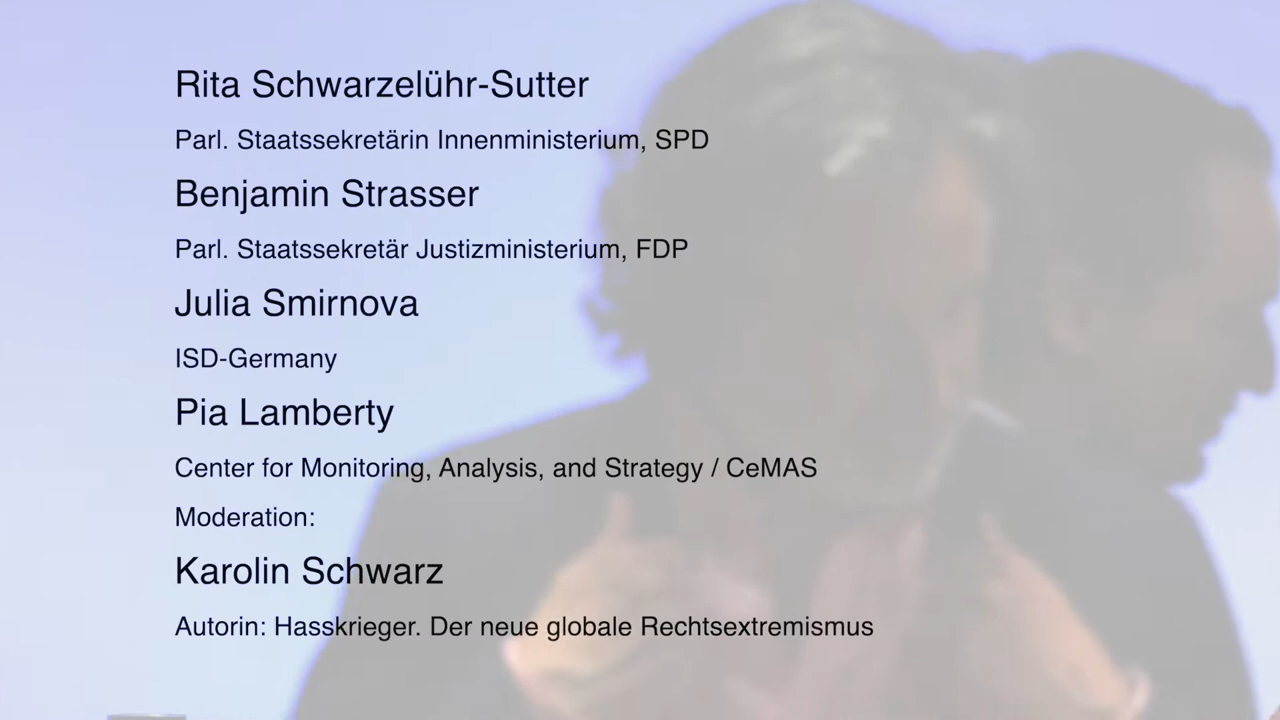 Rita Schwarzelühr-Sutter
Parl. Staatssekretärin Innenministerium, SPD
Benjamin Strasser
Parl. Staatssekretär Justizministerium, FDP
Julia Smirnova
ISD-Germany
Pia Lamberty
Center for Monitoring, Analysis, and Strategy / CeMAS
Moderation:
Karolin Schwarz
Autorin: Hasskrieger. Der neue globale Rechtsextremismus